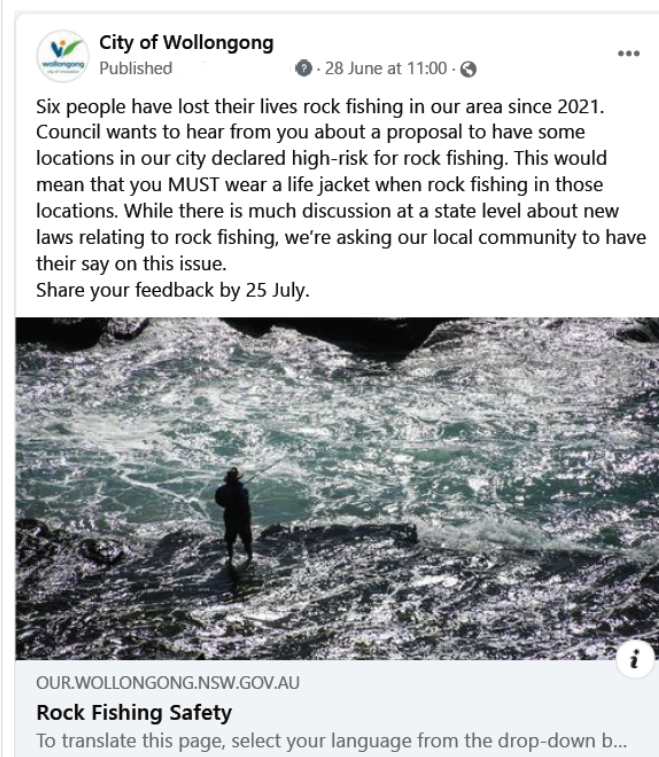 City of Wollongong
Published
28 June at 11:00
Six people have lost their lives rock fishing in our area since 2021.
Council wants to hear from you about a proposal to have some
locations in our city declared high-risk for rock fishing. This would
mean that you MUST wear a life jacket when rock fishing in those
locations. While there is much discussion at a state level about new
laws relating to rock fishing, we're asking our local community to have
their say on this issue.
Share your feedback by 25 July.
OUR.WOLLONGONG.NSW.GOV.AU
Rock Fishing Safety
To translate this page, select your language from the drop-down b...
wollongong
city of innovation